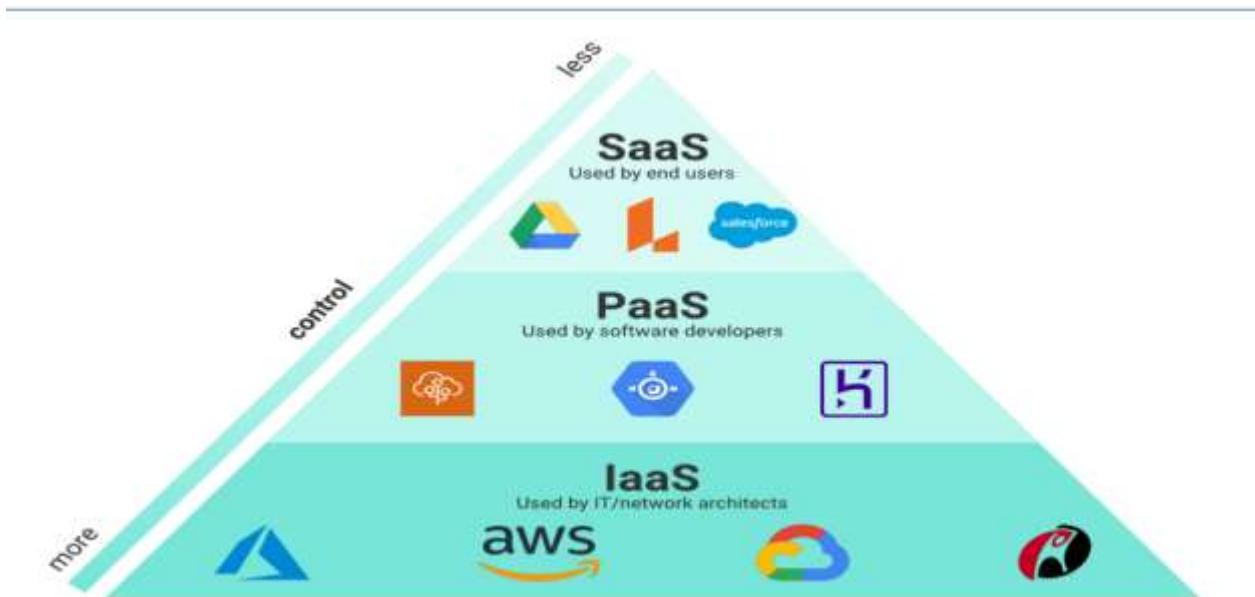 less
SaaS
Used by end users
salesforce
control
PaaS
Used by software developers
IaaS
Used by IT/network architects
more
aws